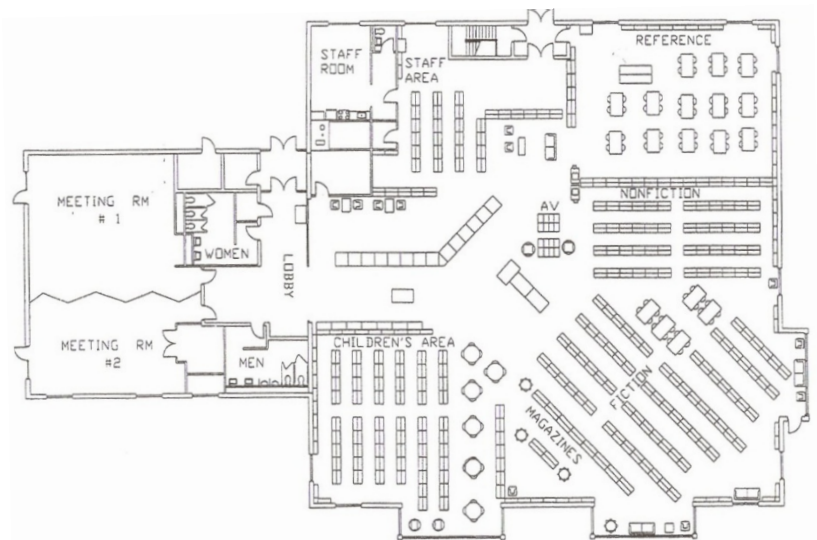 REFERENCE
STAFF
ROOM
STAFF
AREA
MEETING RM
# 1
NONFICTION
AV
WOMEN
LOBBY
MEETING RM
#2
MEN
CHILDREN'S AREA
FICTION
MAGAZINES